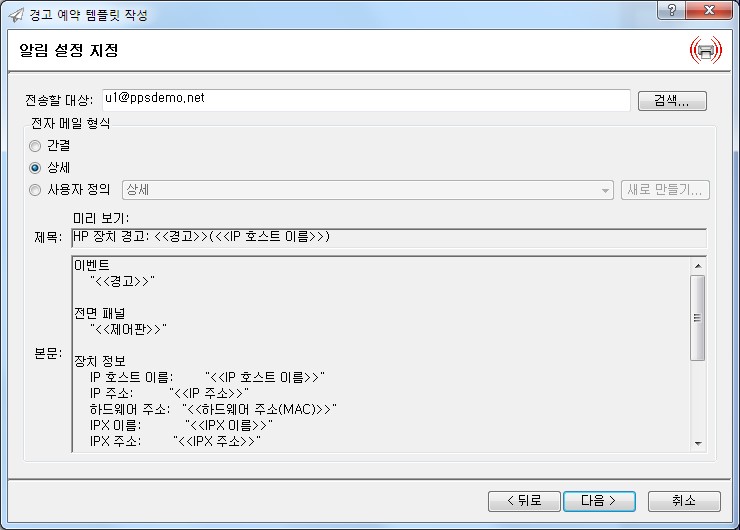 경고 예약 템플릿 작성
알림 설정 지정
전송할 대상: u1@ppsdemo.net 검색...
전자 메일 형식
간결
상세
사용자 정의 상세 새로 만들기...
미리 보기:
제목: HP 장치 경고: <<경고>>(<<IP 호스트 이름>>)
이벤트
"<<경고>>"
전면 패널
"<<제어판>>"
본문:
장치 정보
IP 호스트 이름: "<<IP 호스트 이름>>"
IP 주소: "<<IP 주소>>"
하드웨어 주소: "<<하드웨어 주소(MAC)>>"
IPX 이름: "<<IPX 이름>>"
IPX 주소: "<<IPX 주소>>"
< 뒤로 다음 > 취소